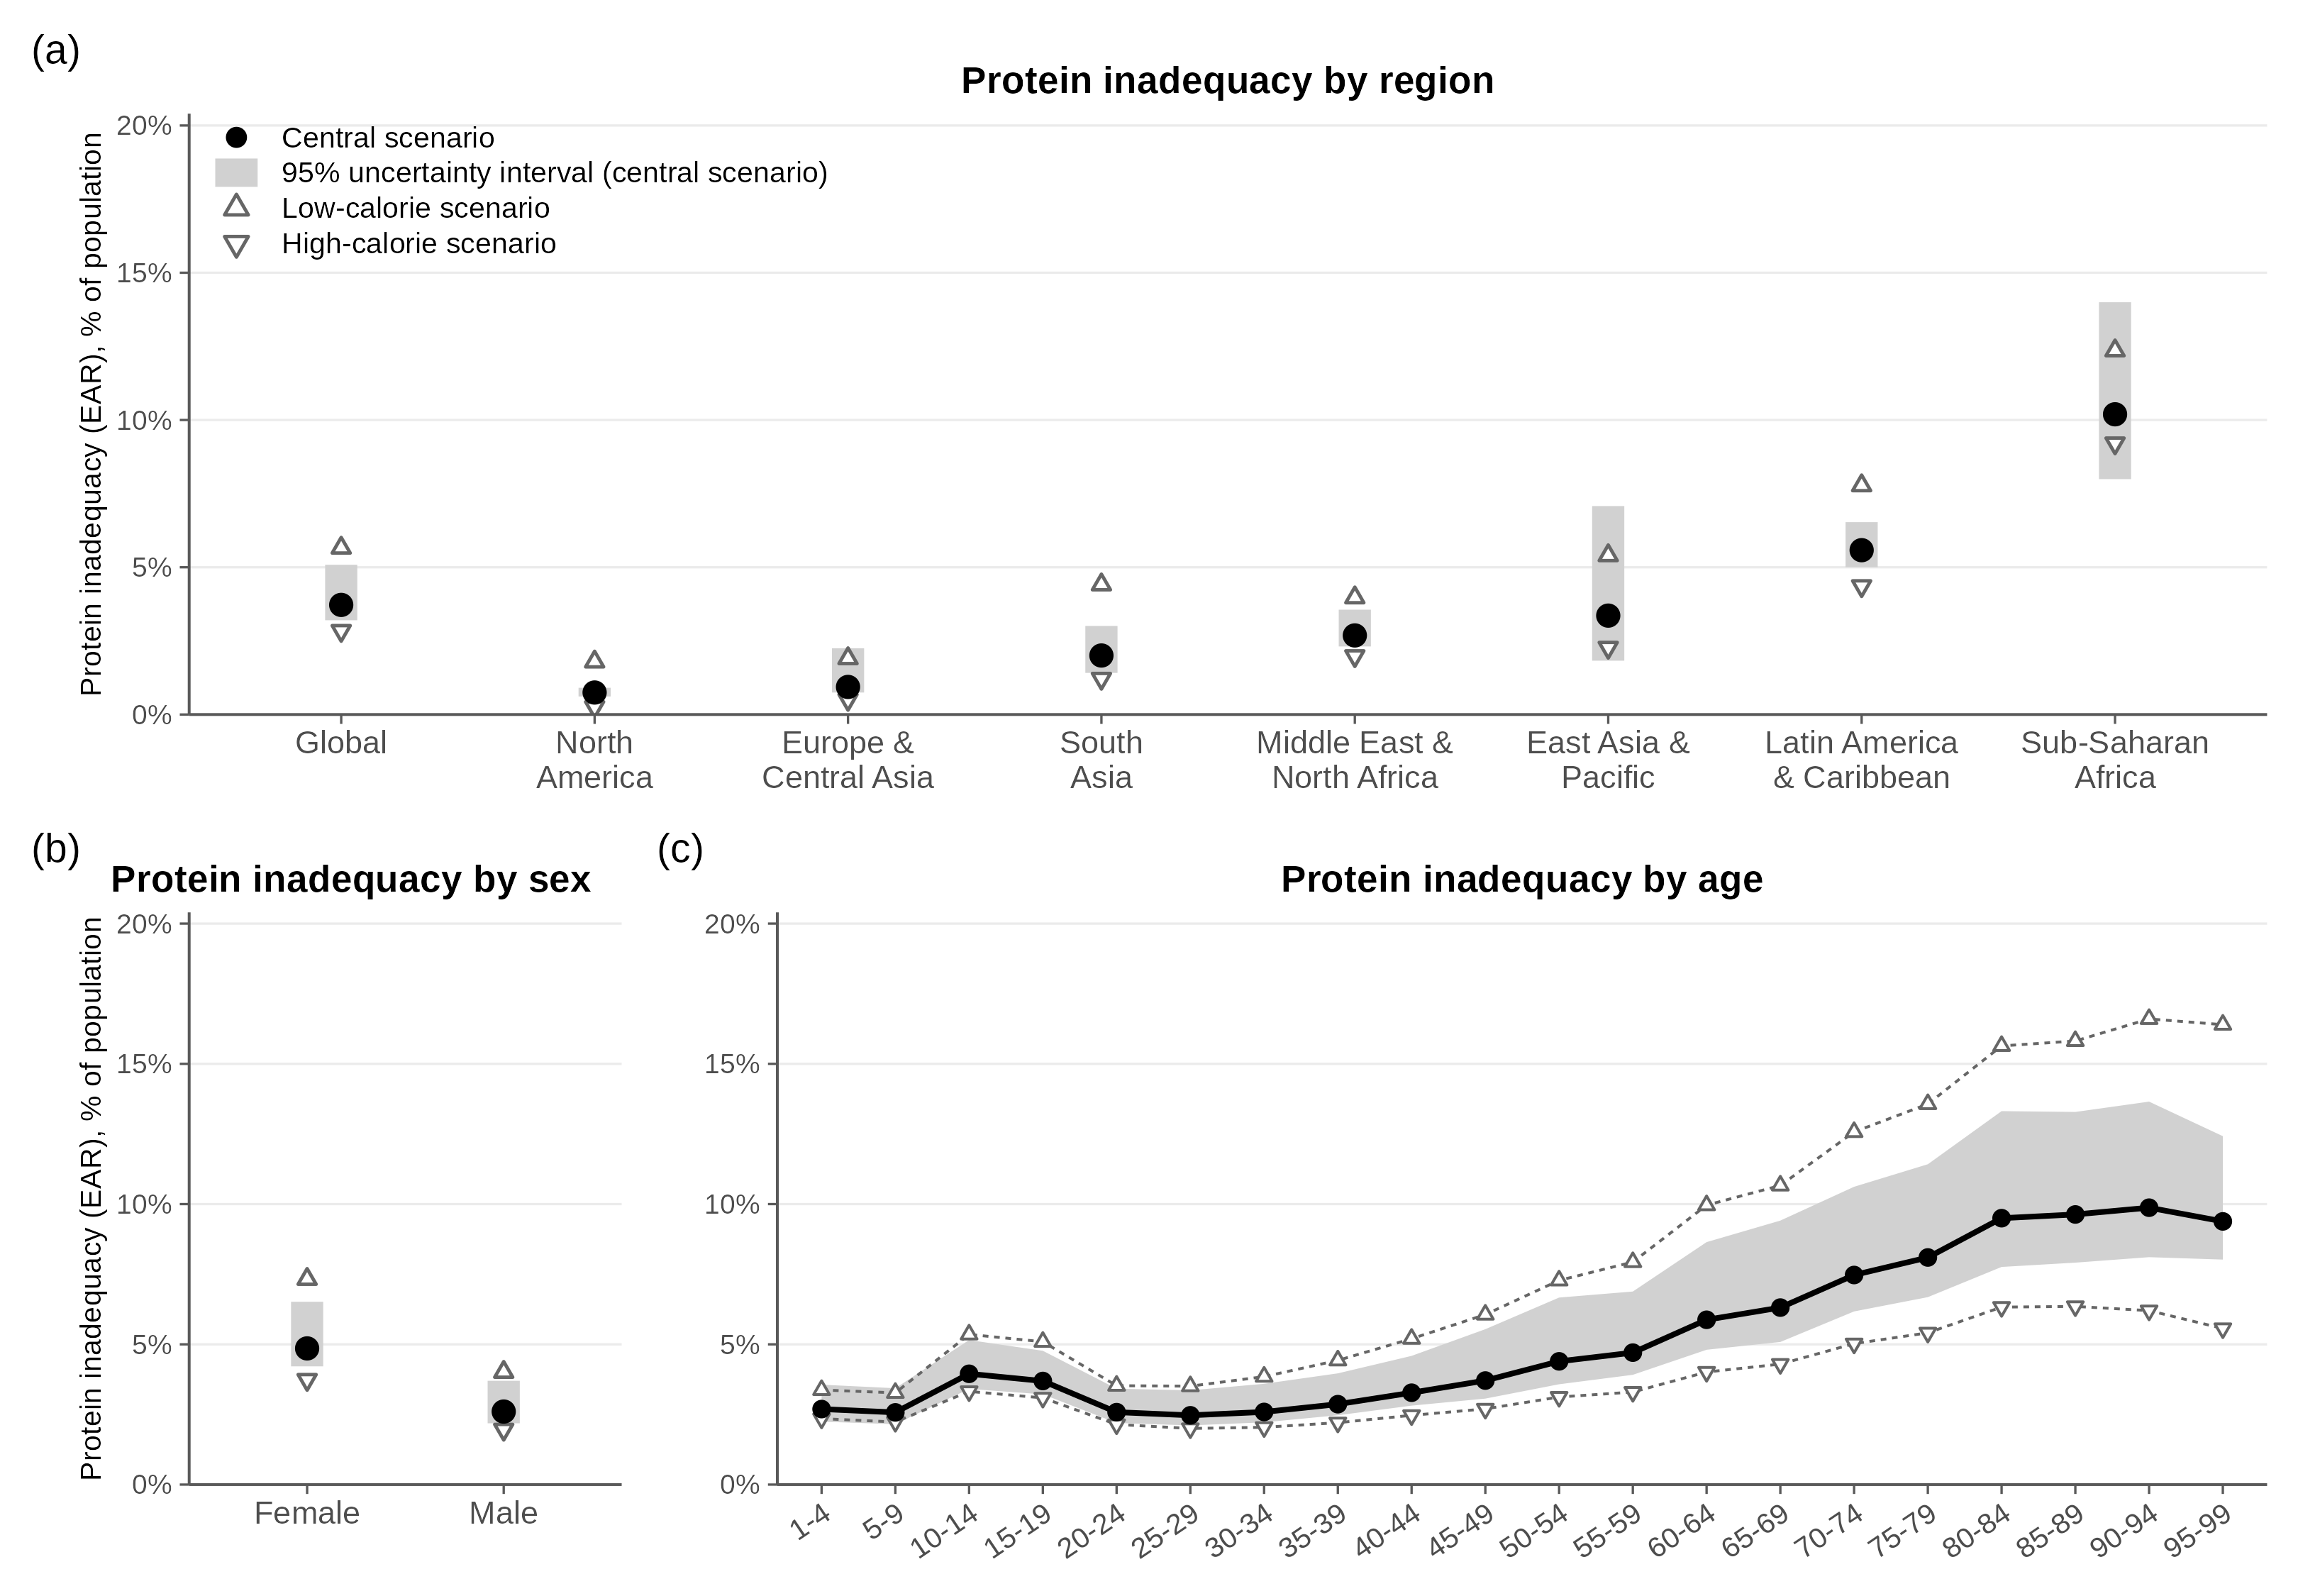 (a)
Protein inadequacy by region
Protein inadequacy (EAR), % of population
20%
15%
10%
5%
0%
Central scenario
95% uncertainty interval (central scenario)
Low-calorie scenario
High-calorie scenario
Global
North
America
Europe &
Central Asia
South
Asia
Middle East &
North Africa
East Asia &
Pacific
Latin America
& Caribbean
Sub-Saharan
Africa
(b)
Protein inadequacy by sex
Protein inadequacy (EAR), % of population
20%
15%
10%
5%
0%
Female
Male
(c)
Protein inadequacy by age
20%
15%
10%
5%
0%
1-4
5-9
10-14
15-19
20-24
25-29
30-34
35-39
40-44
45-49
50-54
55-59
60-64
65-69
70-74
75-79
80-84
85-89
90-94
95-99